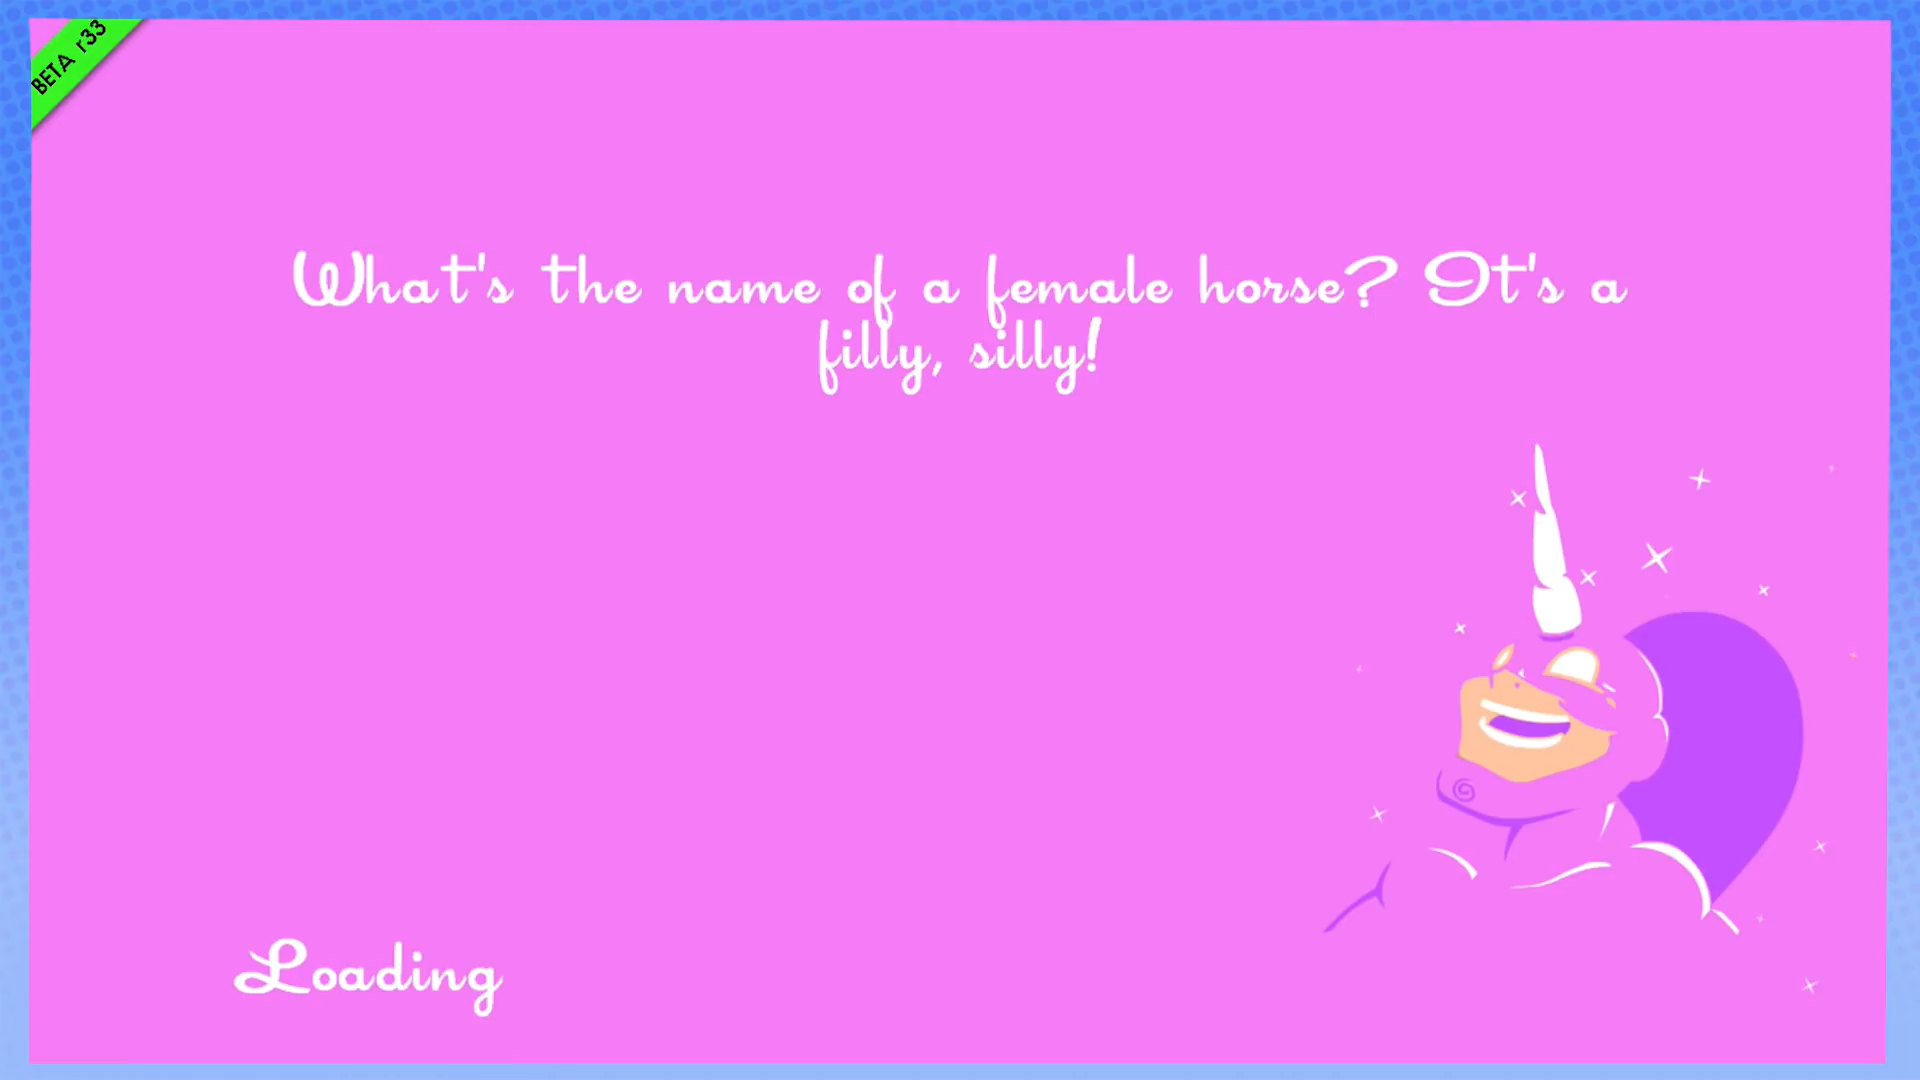 BETA r33
What's the name of a female horse? It's a
filly, silly!
Loading